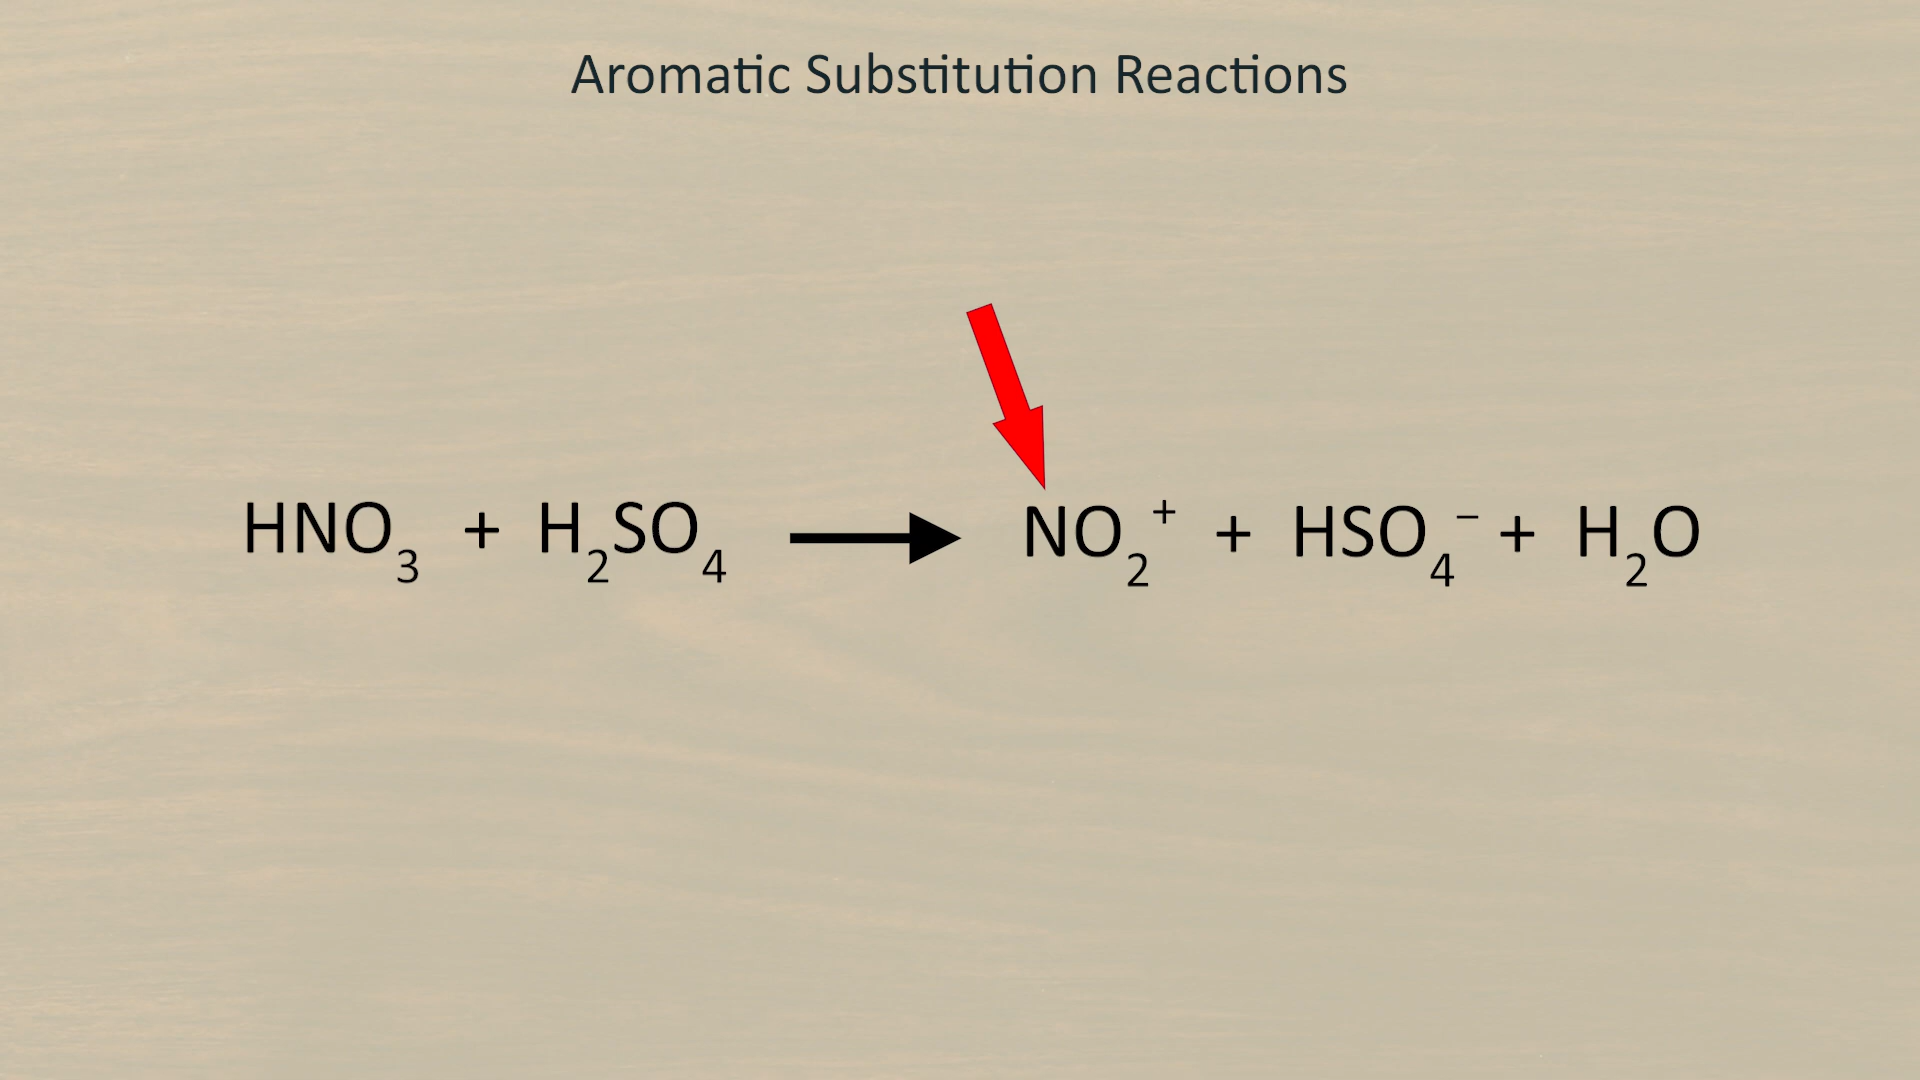 Aromatic Substitution Reactions
HNO₃ + H₂SO₄ → NO₂⁺ + HSO₄⁻ + H₂O